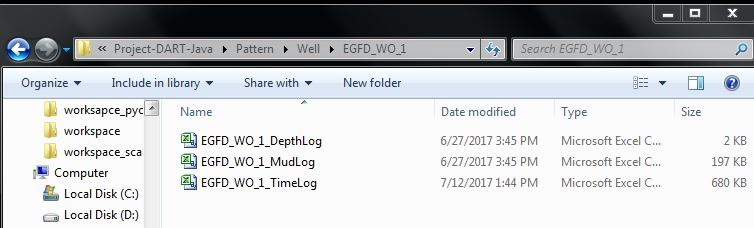 Project-DART-Java Pattern Well EGFD_WO_1 Search EGFD_WO_1
Organize Include in library Share with New folder
Name Date modified Type Size
worksapce_pyc
workspace
workspace_sca
Computer
Local Disk (C:)
Local Disk (D:)
EGFD_WO_1_DepthLog 6/27/2017 3:45 PM Microsoft Excel C... 2 KB
EGFD_WO_1_MudLog 6/27/2017 3:45 PM Microsoft Excel C... 197 KB
EGFD_WO_1_TimeLog 7/12/2017 1:44 PM Microsoft Excel C... 680 KB